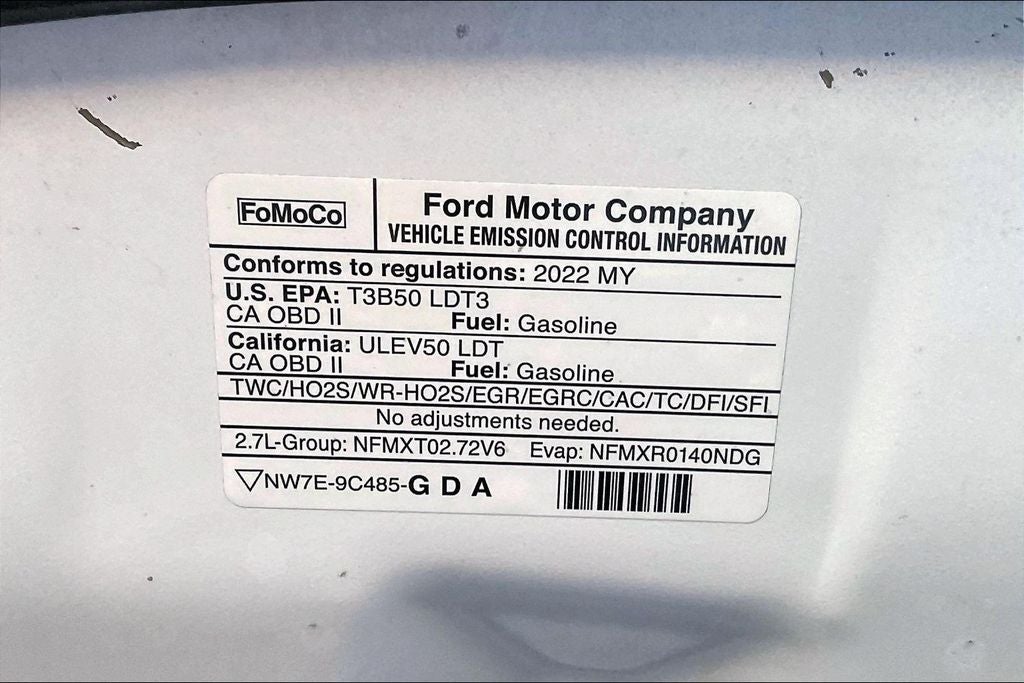 FoMoCo
Ford Motor Company
VEHICLE EMISSION CONTROL INFORMATION
Conforms to regulations: 2022 MY
U.S. EPA: T3B50 LDT3
CA OBD II Fuel: Gasoline
California: ULEV50 LDT
CA OBD II Fuel: Gasoline
TWC/HO2S/WR-HO2S/EGR/EGRC/CAC/TC/DFI/SFI
No adjustments needed.
2.7L-Group: NFMXT02.72V6 Evap: NFMXR0140NDG
NW7E-9C485-G D A